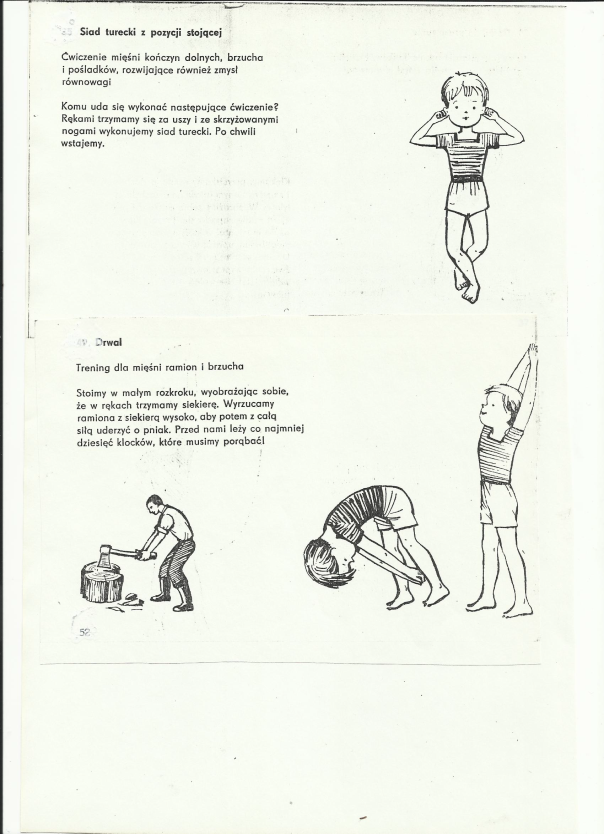 Siad turecki z pozycji stojącej
Ćwiczenie mięśni kończyn dolnych, brzucha
i pośladków, rozwijające również zmysł
równowagi
Komu uda się wykonać następujące ćwiczenie?
Rękami trzymamy się za uszy i ze skrzyżowanymi
nogami wykonujemy siad turecki. Po chwili
wstajemy.
Drwal
Trening dla mięśni ramion i brzucha
Stoimy w małym rozkroku, wyobrażając sobie,
że w rękach trzymamy siekierę. Wyrzucamy
ramiona z siekierą wysoko, aby potem z całą
siłą uderzyć o pniak. Przed nami leży co najmniej
dziesięć klocków, które musimy porąbać!
52